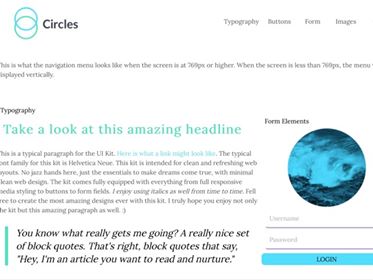 Circles
Typography Buttons Form Images
This is what the navigation menu looks like when the screen is at 769px or higher. When the screen is less than 769px, the menu
displayed vertically.
Typography
Take a look at this amazing headline
This is a typical paragraph for the UI Kit. Here is what a link might look like. The typical
font family for this kit is Helvetica Neue. This kit is intended for clean and refreshing web
layouts. No jazz hands here, just the essentials to make dreams come true, with minimal
clean web design. The kit comes fully equipped with everything from full responsive
media styling to buttons to form fields. I enjoy using italics as well from time to time. Fell
free to create the most amazing designs ever with this kit. I truly hope you enjoy not only
the kit but this amazing paragraph as well. :)
You know what really gets me going? A really nice set
of block quotes. That's right, block quotes that say,
"Hey, I'm an article you want to read and nurture."
Form Elements
Username
Password
LOGIN